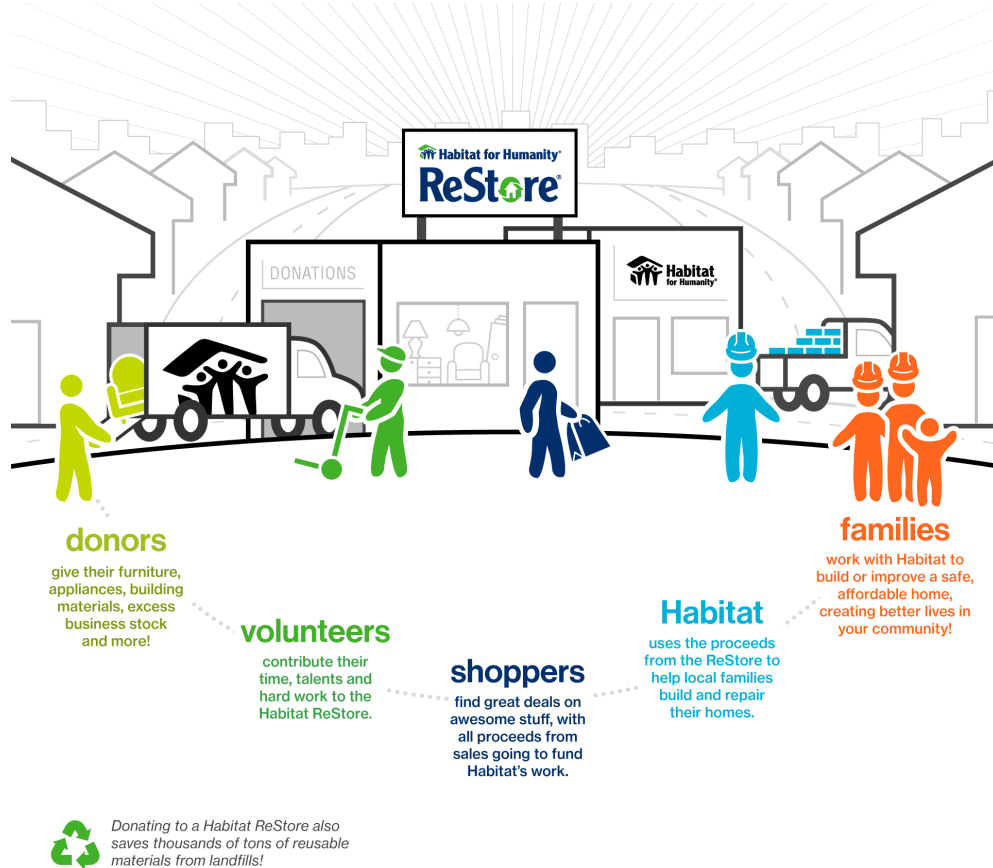 Habitat for Humanity®
ReStore®
DONATIONS
Habitat
for Humanity®
donors
give their furniture,
appliances, building
materials, excess
business stock
and more!
volunteers
contribute their
time, talents and
hard work to the
Habitat ReStore.
shoppers
find great deals on
awesome stuff, with
all proceeds from
sales going to fund
Habitat's work.
Habitat
uses the proceeds
from the ReStore to
help local families
build and repair
their homes.
families
work with Habitat to
build or improve a safe,
affordable home,
creating better lives in
your community!
Donating to a Habitat ReStore also
saves thousands of tons of reusable
materials from landfills!